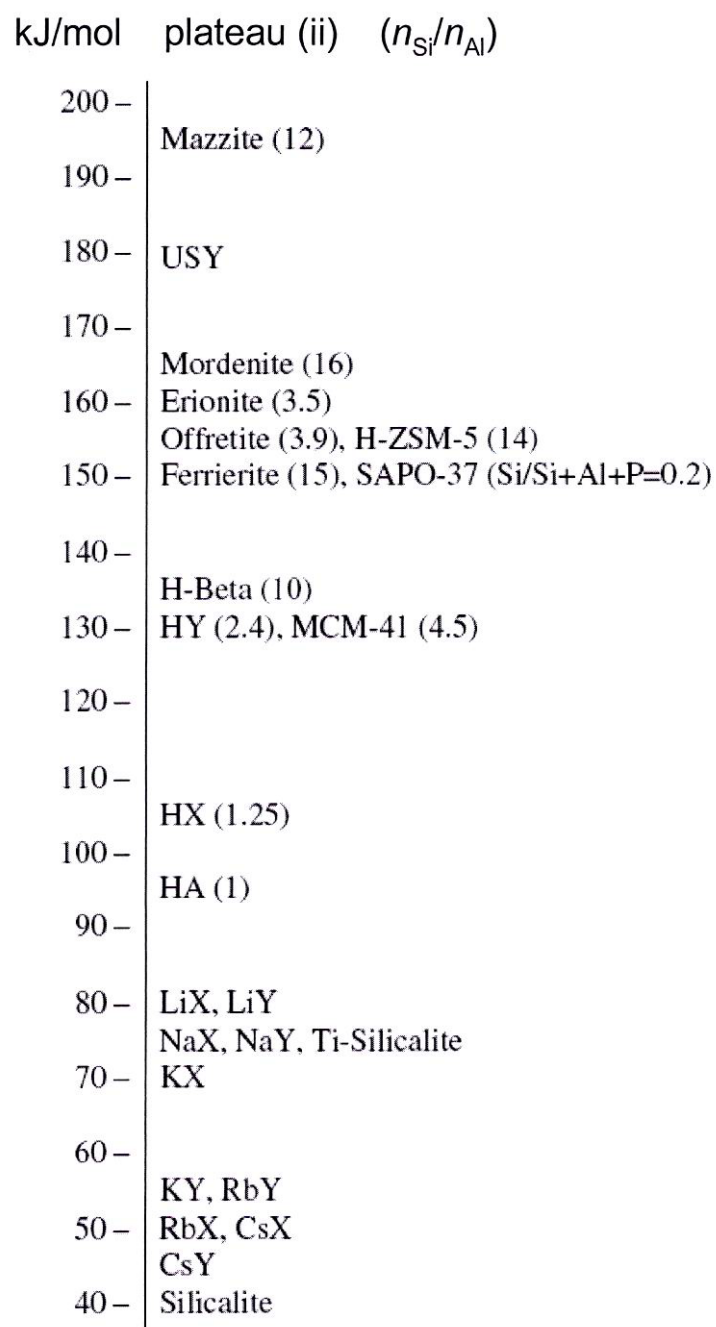 kJ/mol plateau (ii) (nSi/nAl)
200 –
Mazzite (12)
190 –
180 – USY
170 –
Mordenite (16)
160 – Erionite (3.5)
Offretite (3.9), H-ZSM-5 (14)
150 – Ferrierite (15), SAPO-37 (Si/Si+Al+P=0.2)
140 –
H-Beta (10)
130 – HY (2.4), MCM-41 (4.5)
120 –
110 –
HX (1.25)
100 –
HA (1)
90 –
80 – LiX, LiY
NaX, NaY, Ti-Silicalite
70 – KX
60 –
KY, RbY
50 – RbX, CsX
CsY
40 – Silicalite